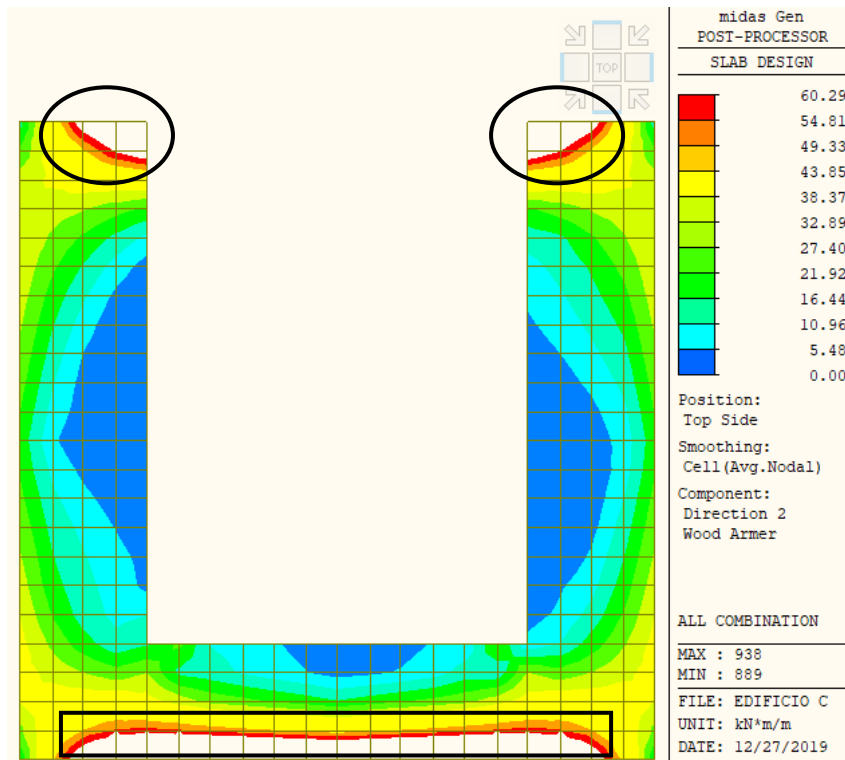 midas Gen
POST-PROCESSOR
SLAB DESIGN
TOP
60.29
54.81
49.33
43.85
38.37
32.89
27.40
21.92
16.44
10.96
5.48
0.00
Position:
Top Side
Smoothing:
Cell(Avg.Nodal)
Component:
Direction 2
Wood Armer
ALL COMBINATION
MAX : 938
MIN : 889
FILE: EDIFICIO C
UNIT: kN*m/m
DATE: 12/27/2019